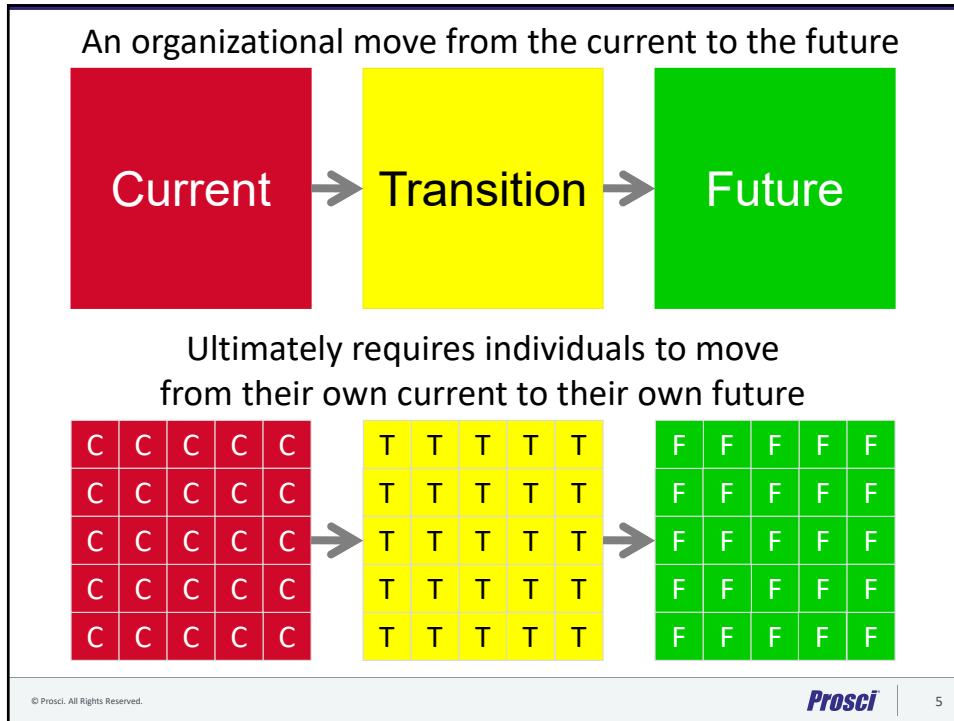 An organizational move from the current to the future
Current Transition Future
Ultimately requires individuals to move
from their own current to their own future
C C C C C T T T T T F F F F F
C C C C C T T T T T F F F F F
C C C C C T T T T T F F F F F
C C C C C T T T T T F F F F F
C C C C C T T T T T F F F F F
© Prosci. All Rights Reserved. Prosci 5